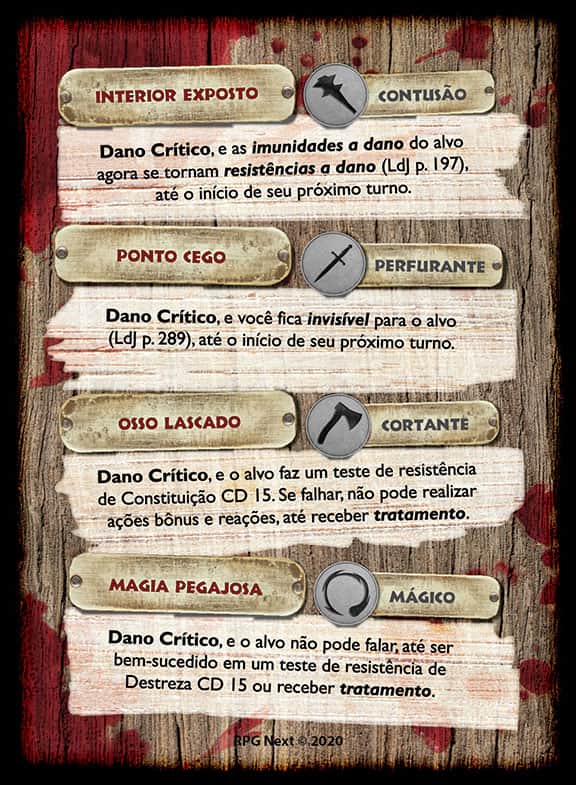 INTERIOR EXPOSTO
CONTUSÃO
Dano Crítico, e as imunidades a dano do alvo
agora se tornam resistências a dano (LdJ p. 197),
até o início de seu próximo turno.
PONTO CEGO
PERFURANTE
Dano Crítico, e você fica invisível para o alvo
(LdJ p. 289), até o início de seu próximo turno.
OSSO LASCADO
CORTANTE
Dano Crítico, e o alvo faz um teste de resistência
de Constituição CD 15. Se falhar, não pode realizar
ações bônus e reações, até receber tratamento.
MAGIA PEGAJOSA
MÁGICO
Dano Crítico, e o alvo não pode falar, até ser
bem-sucedido em um teste de resistência de
Destreza CD 15 ou receber tratamento.
RPG Next © 2020